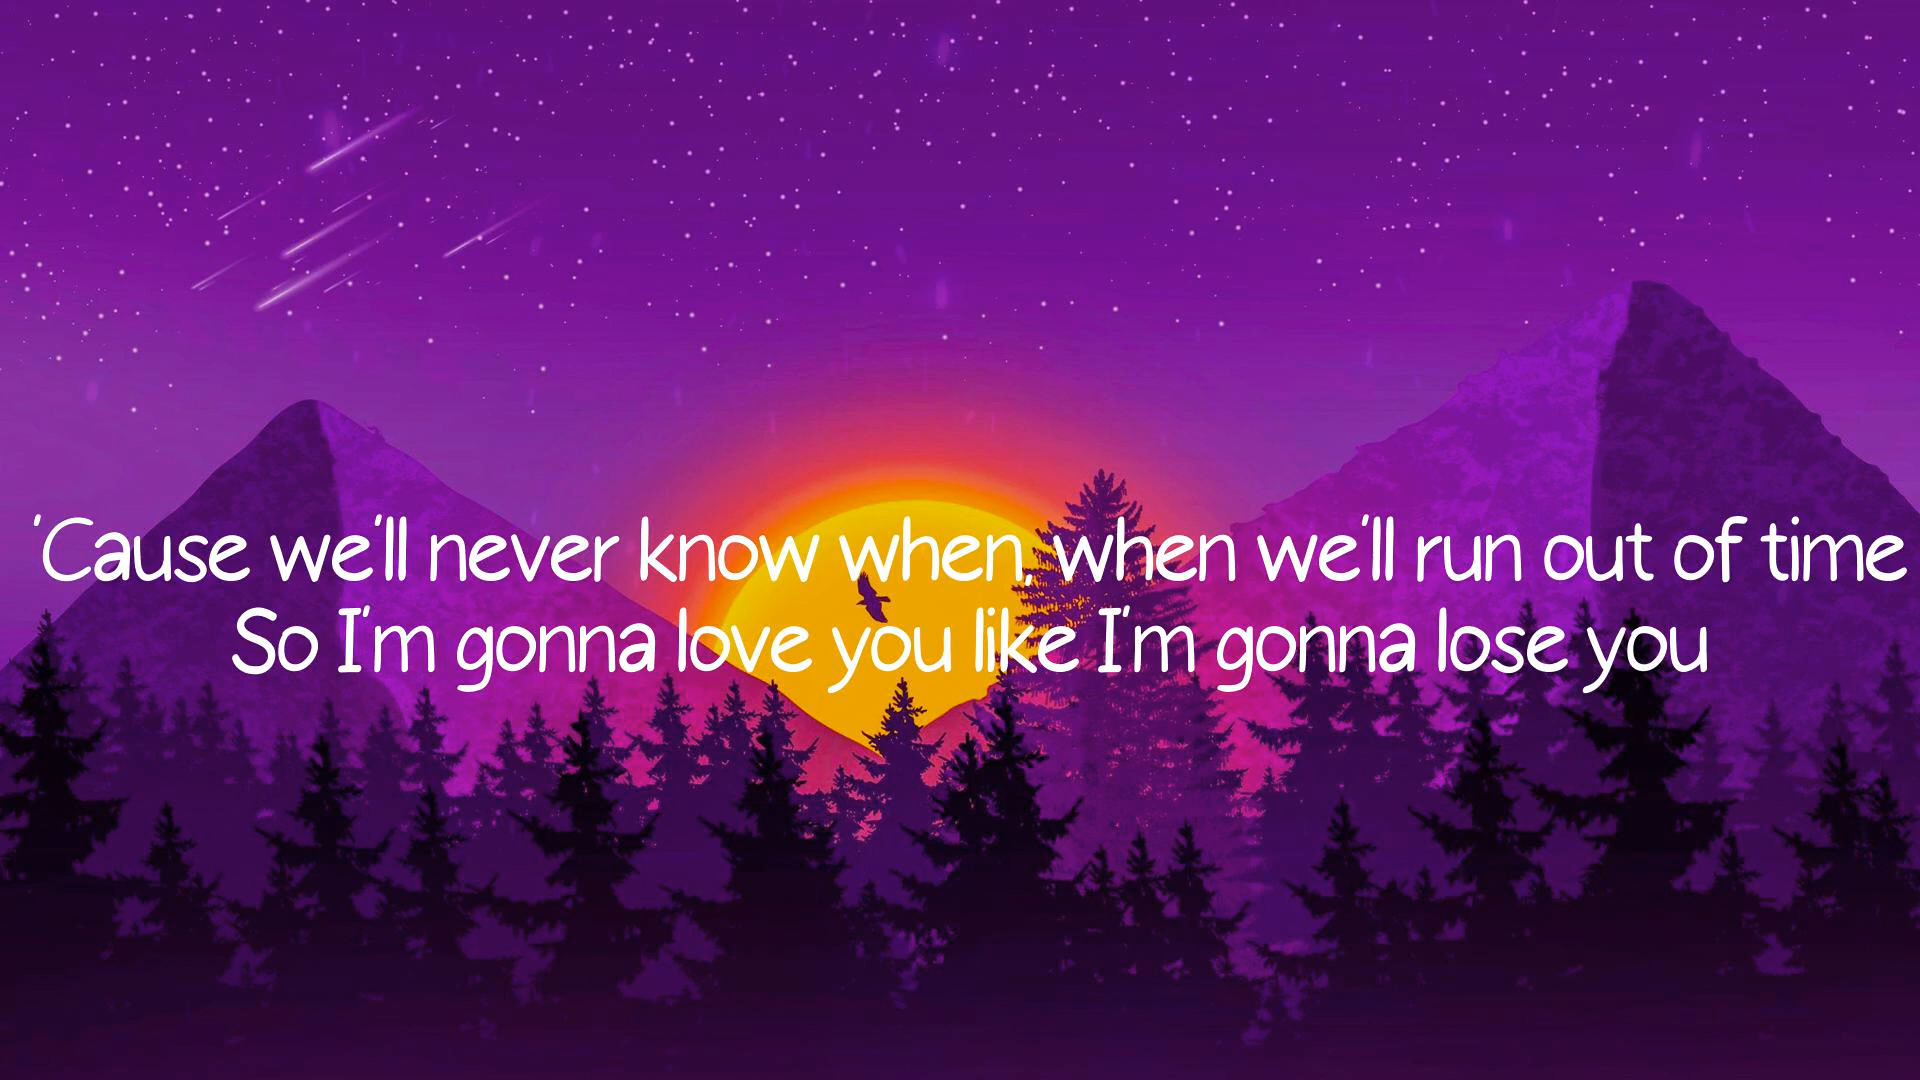 'Cause we'll never know when, when we'll run out of time
So I'm gonna love you like I'm gonna lose you